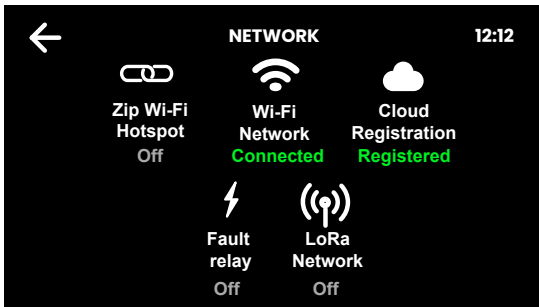 NETWORK 12:12
Zip Wi-Fi
Hotspot
Off
Wi-Fi
Network
Connected
Cloud
Registration
Registered
Fault
relay
Off
LoRa
Network
Off